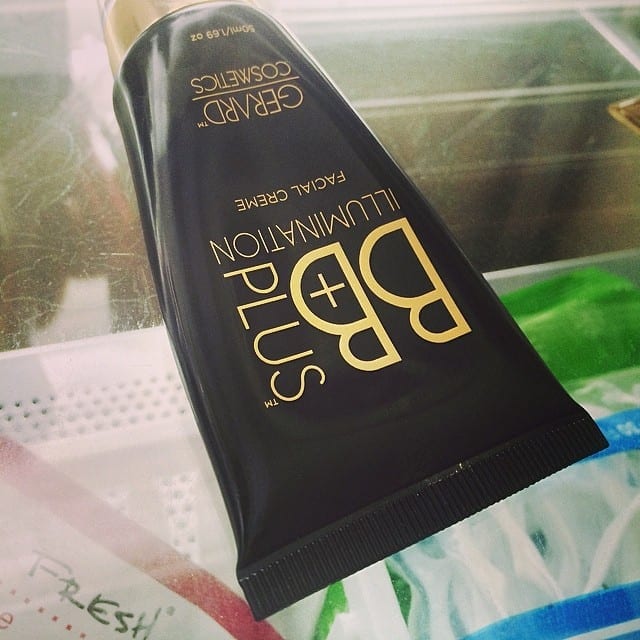 BB+
PLUS™
ILLUMINATION
FACIAL CREME
GERARD™
COSMETICS
50ml/1.69 oz
FRESH